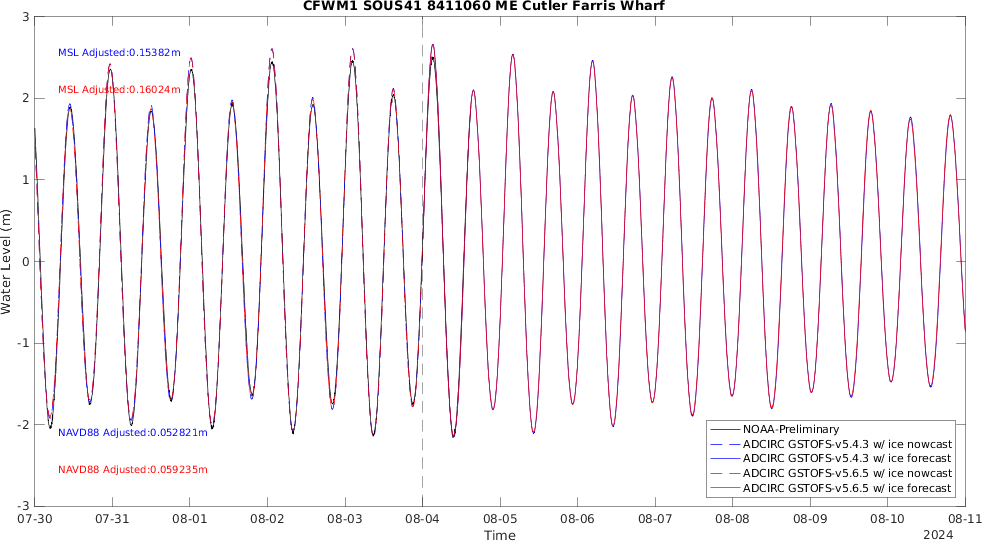 CFWM1 SOUS41 8411060 ME Cutler Farris Wharf
3
2
1
0
-1
-2
-3
Water Level (m)
MSL Adjusted:0.15382m
MSL Adjusted:0.16024m
NAVD88 Adjusted:0.052821m
NAVD88 Adjusted:0.059235m
NOAA-Preliminary
ADCIRC GSTOFS-v5.4.3 w/ ice nowcast
ADCIRC GSTOFS-v5.4.3 w/ ice forecast
ADCIRC GSTOFS-v5.6.5 w/ ice nowcast
ADCIRC GSTOFS-v5.6.5 w/ ice forecast
07-30 07-31 08-01 08-02 08-03 08-04 08-05 08-06 08-07 08-08 08-09 08-10 08-11
Time
2024